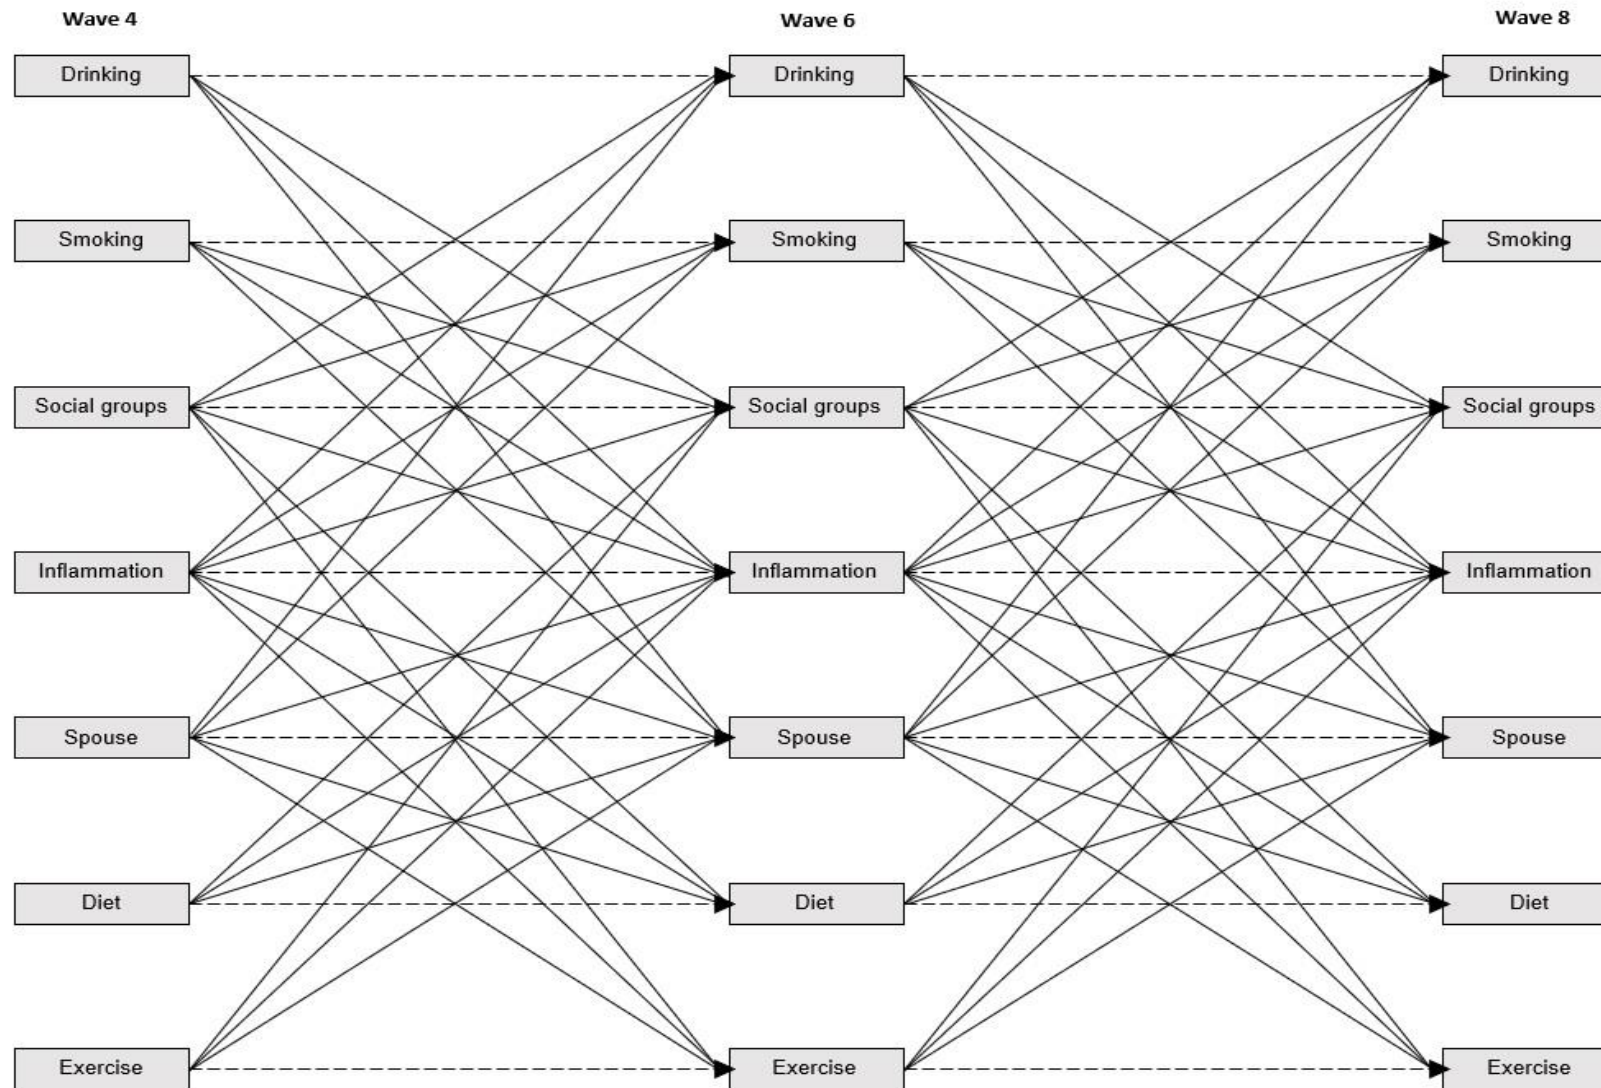 Wave 4
Wave 6
Wave 8
Drinking
Drinking
Drinking
Smoking
Smoking
Smoking
Social groups
Social groups
Social groups
Inflammation
Inflammation
Inflammation
Spouse
Spouse
Spouse
Diet
Diet
Diet
Exercise
Exercise
Exercise